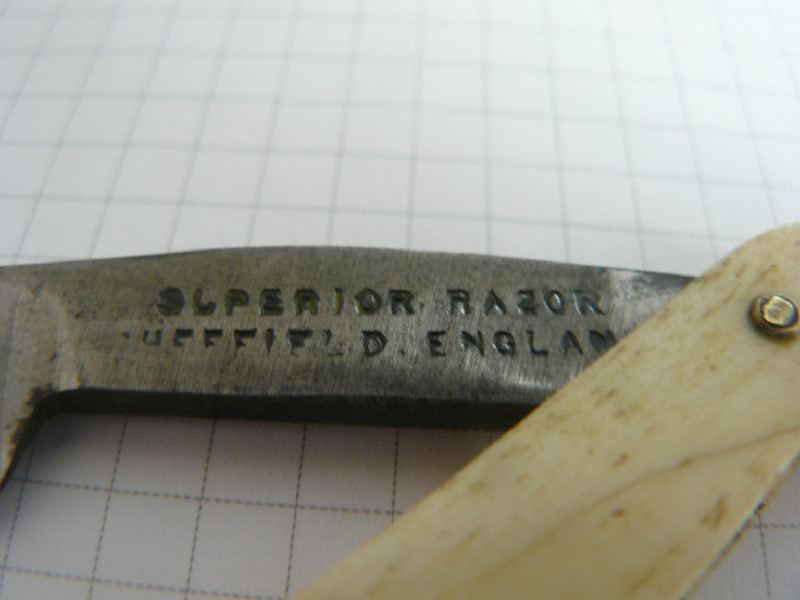 SUPERIOR RAZOR
SHEFFIELD. ENGLAN